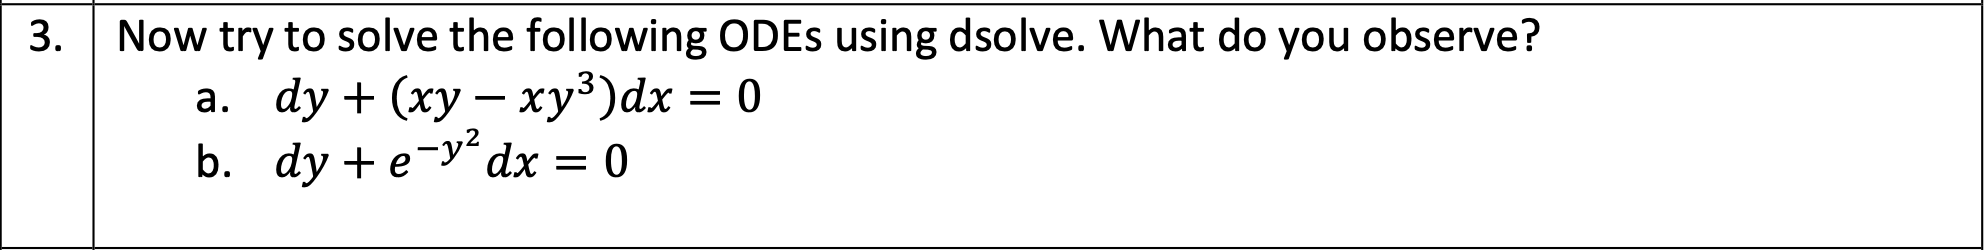 3. Now try to solve the following ODEs using dsolve. What do you observe?
a. dy + (xy − xy³)dx = 0
b. dy + e^{−y²}dx = 0